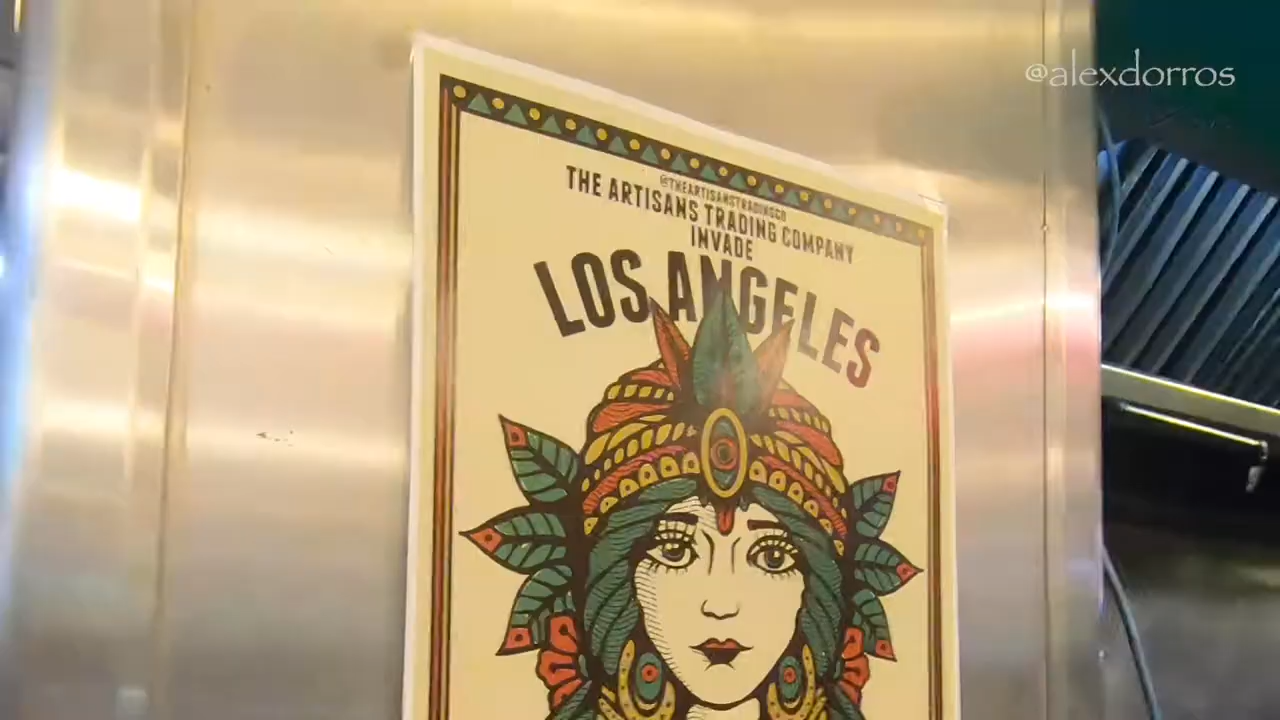 @alexdorros
@THEARTISANSTRADINGCO
THE ARTISANS TRADING COMPANY
INVADE
LOS ANGELES